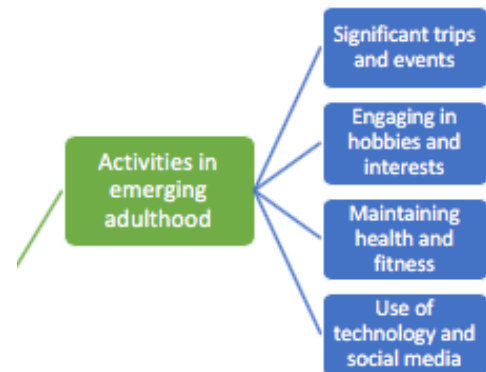 Significant trips
and events
Engaging in
hobbies and
interests
Activities in
emerging
adulthood
Maintaining
health and
fitness
Use of
technology and
social media